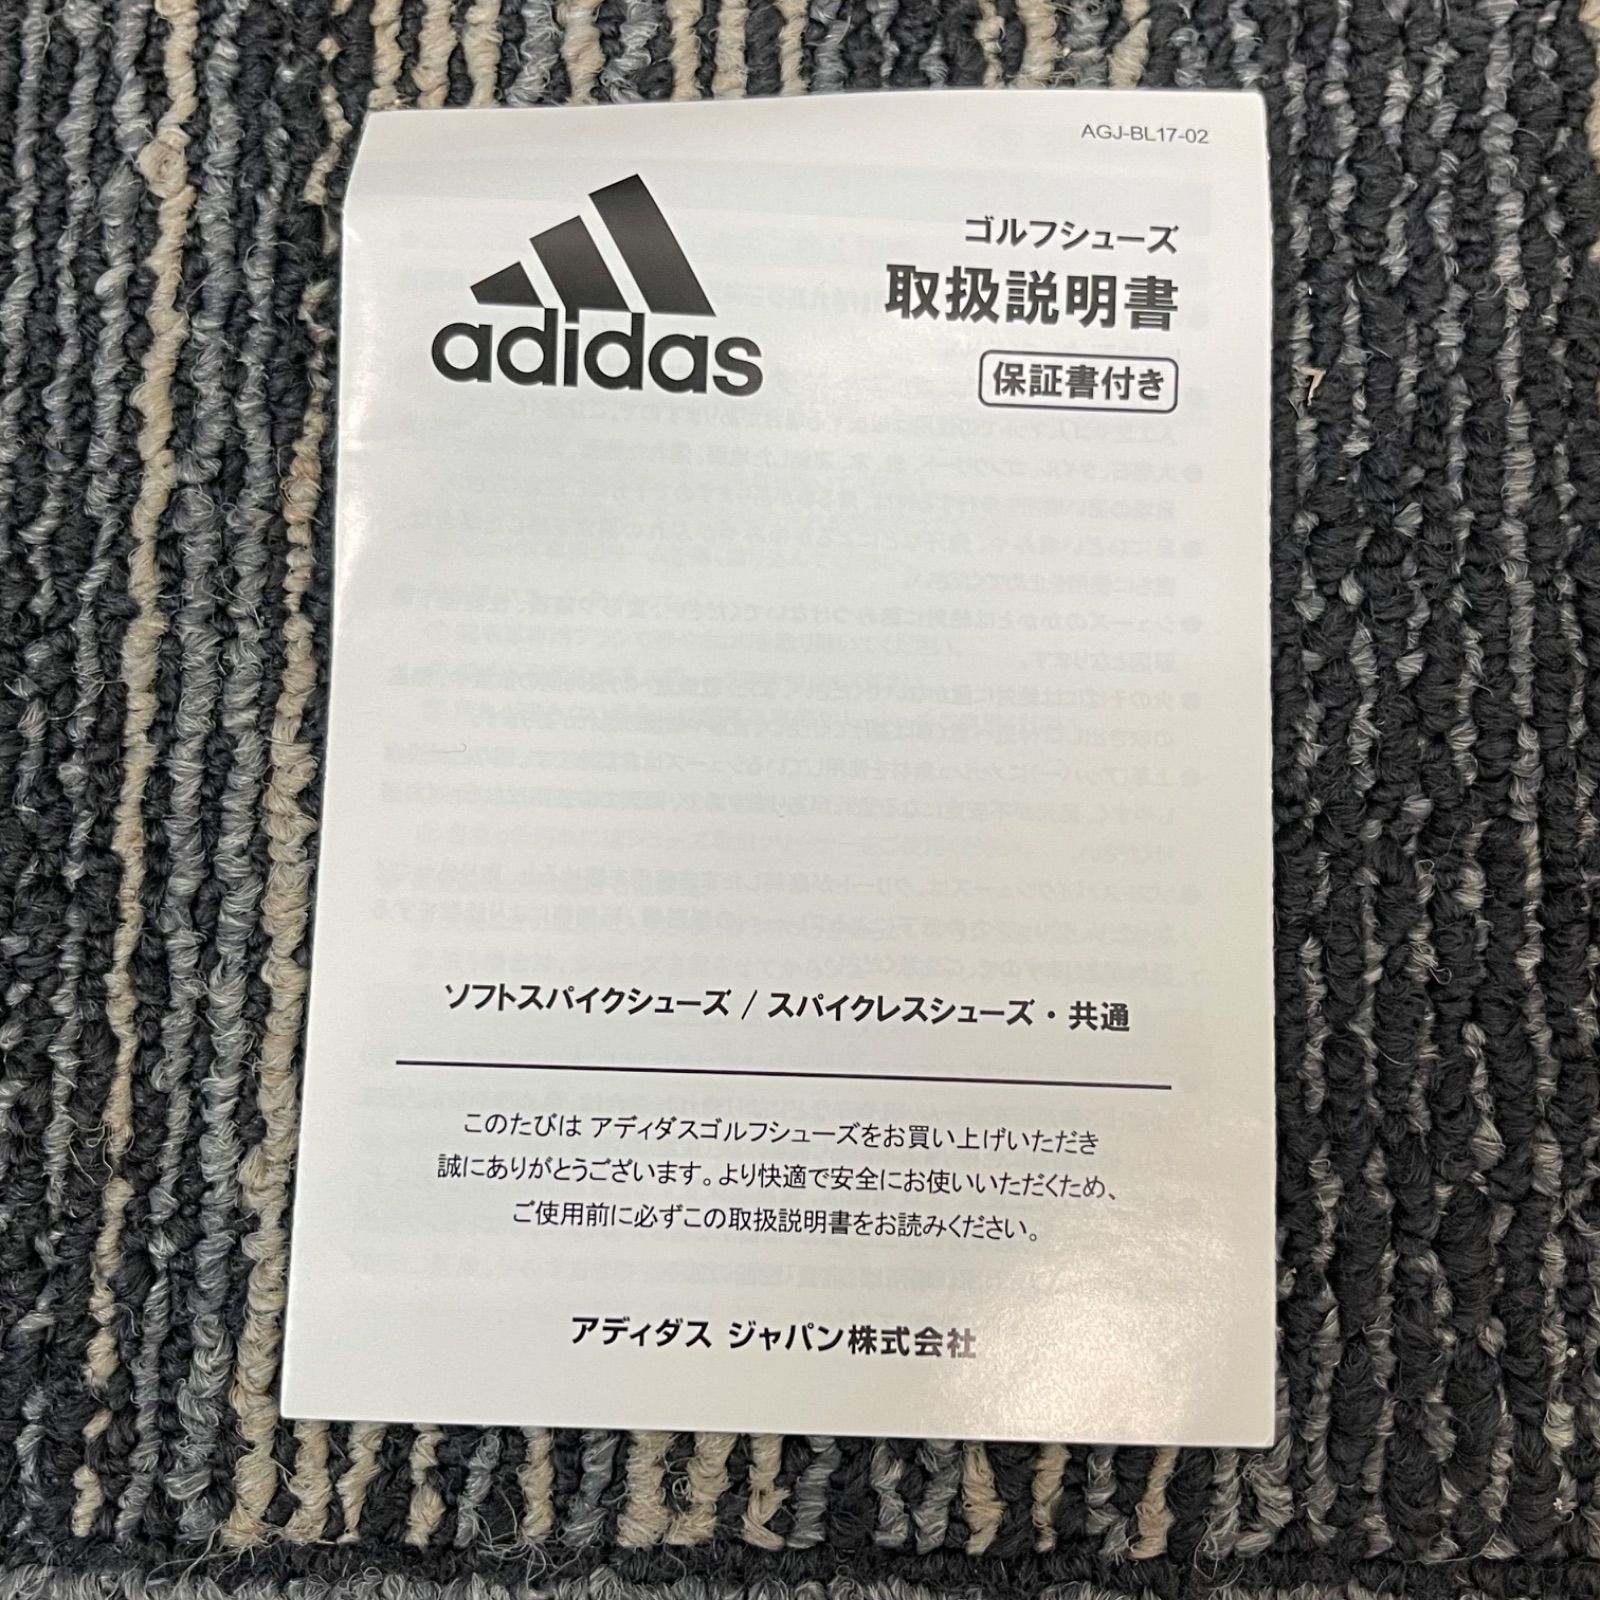 AGJ-BL17-02
adidas
ゴルフシューズ
取扱説明書
保証書付き
ソフトスパイクシューズ / スパイクレスシューズ・共通
このたびは アディダスゴルフシューズをお買い上げいただき
誠にありがとうございます。より快適で安全にお使いいただくため、
ご使用前に必ずこの取扱説明書をお読みください。
アディダス ジャパン株式会社